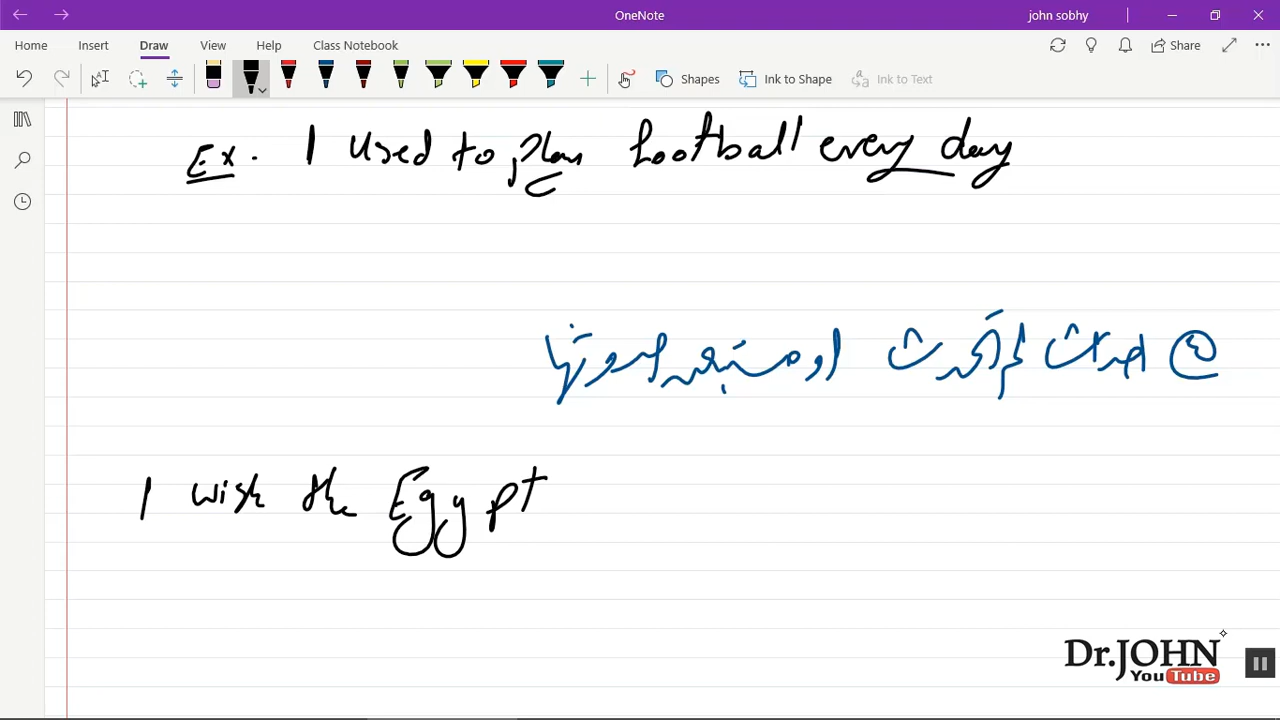 OneNote
john sobhy
Home Insert Draw View Help Class Notebook
Share
Shapes Ink to Shape Ink to Text
Ex. I used to play football every day
لم
I wish the Egypt
Dr.JOHN
YouTube